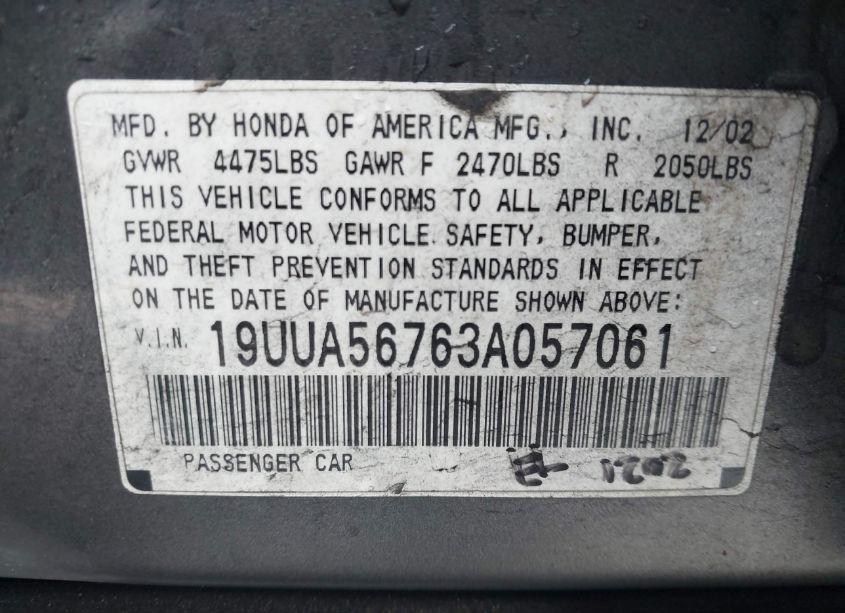 MFD. BY HONDA OF AMERICA MFG., INC. 12/02
GVWR 4475LBS GAWR F 2470LBS R 2050LBS
THIS VEHICLE CONFORMS TO ALL APPLICABLE
FEDERAL MOTOR VEHICLE SAFETY, BUMPER,
AND THEFT PREVENTION STANDARDS IN EFFECT
ON THE DATE OF MANUFACTURE SHOWN ABOVE:
V.I.N. 19UUA56763A057061
PASSENGER CAR 1202